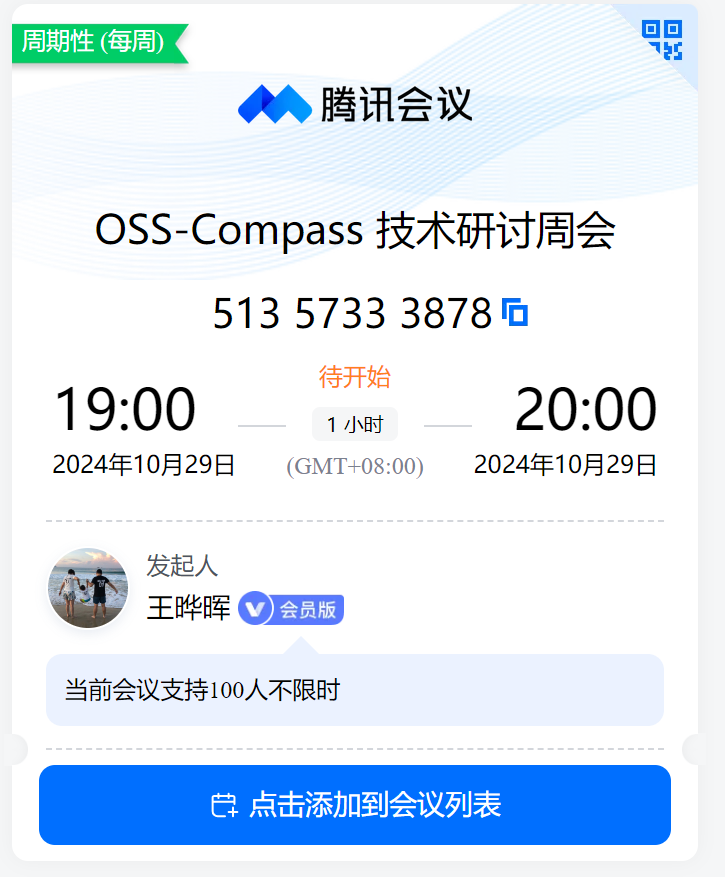 周期性 (每周)
腾讯会议
OSS-Compass 技术研讨周会
513 5733 3878
待开始
19:00
1 小时
20:00
2024年10月29日
(GMT+08:00)
2024年10月29日
发起人
王晔晖 会员版
当前会议支持100人不限时
点击添加到会议列表